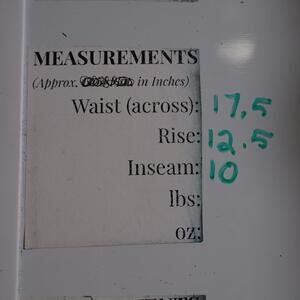 MEASUREMENTS
(Approx. in Inches)
Waist (across): 17.5
Rise: 12.5
Inseam: 10
lbs:
oz: